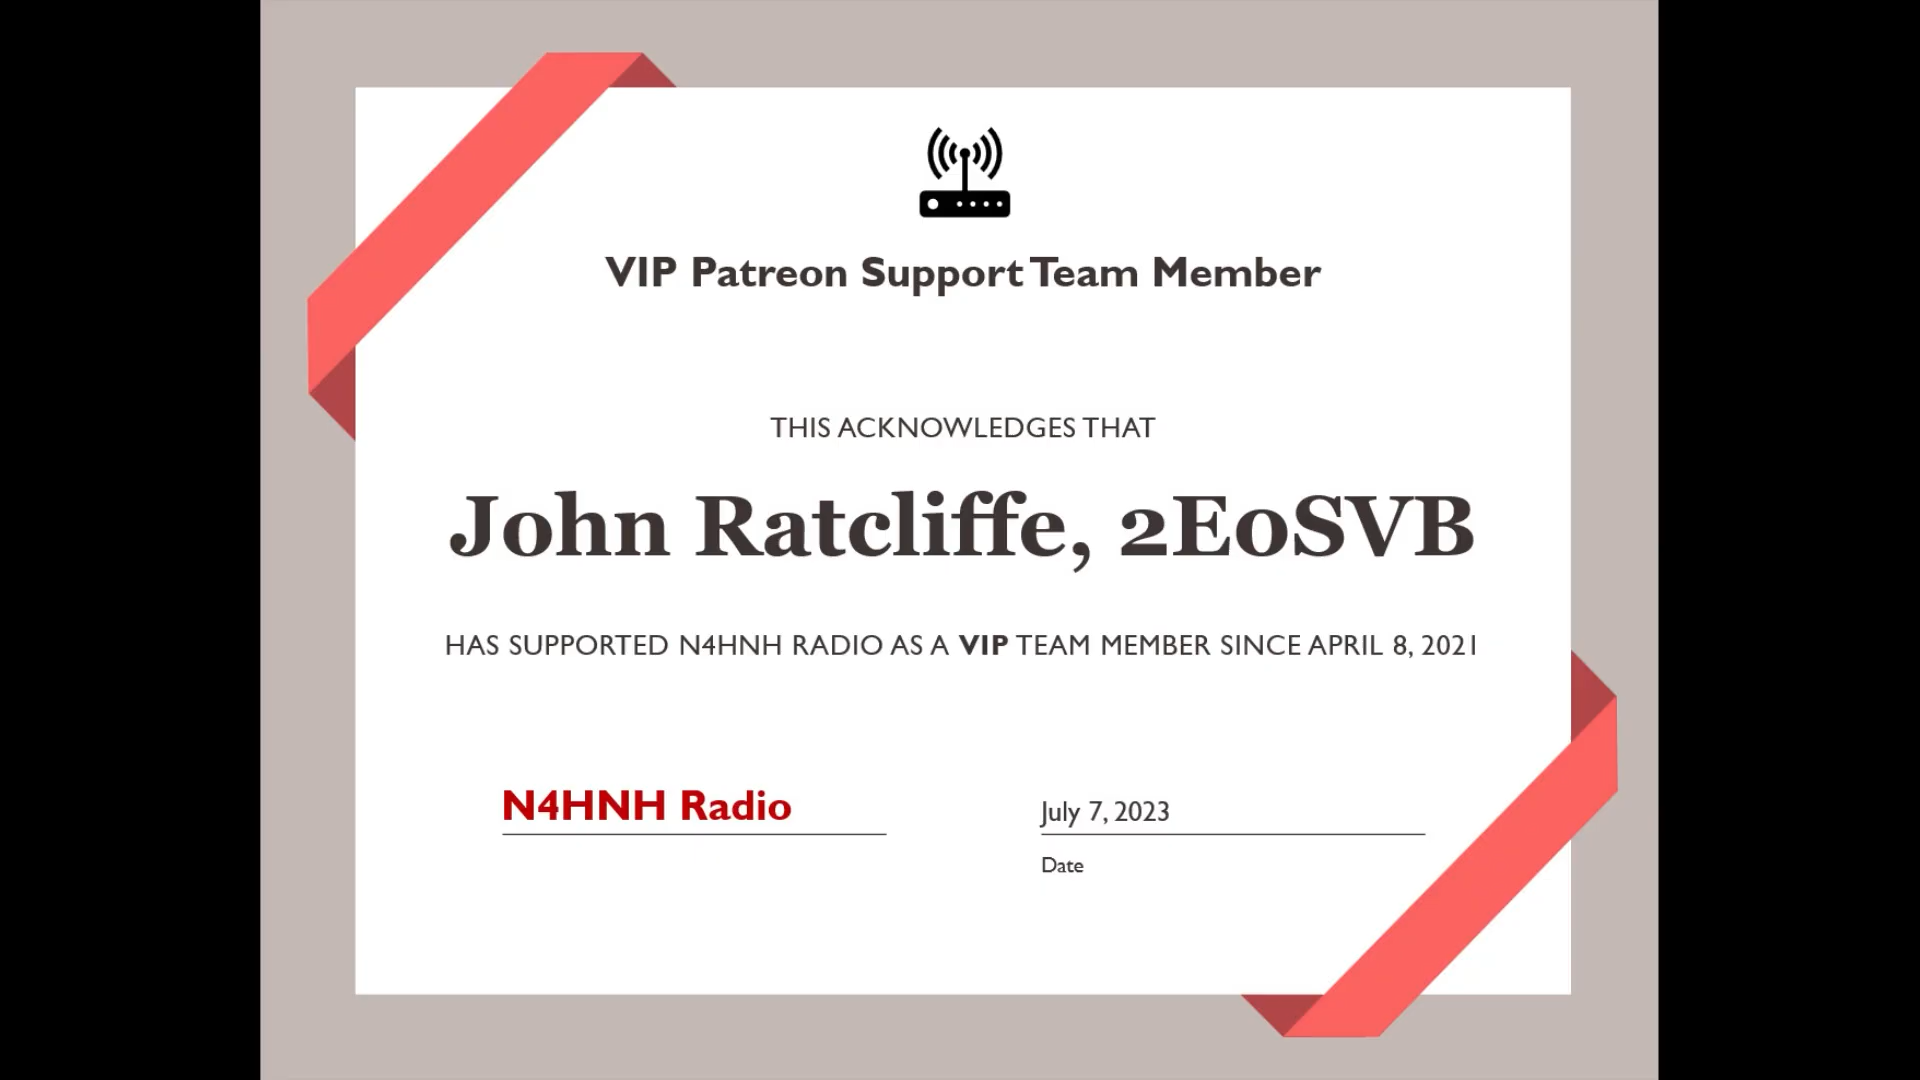 VIP Patreon Support Team Member
THIS ACKNOWLEDGES THAT
John Ratcliffe, 2E0SVB
HAS SUPPORTED N4HNH RADIO AS A VIP TEAM MEMBER SINCE APRIL 8, 2021
N4HNH Radio
July 7, 2023
Date